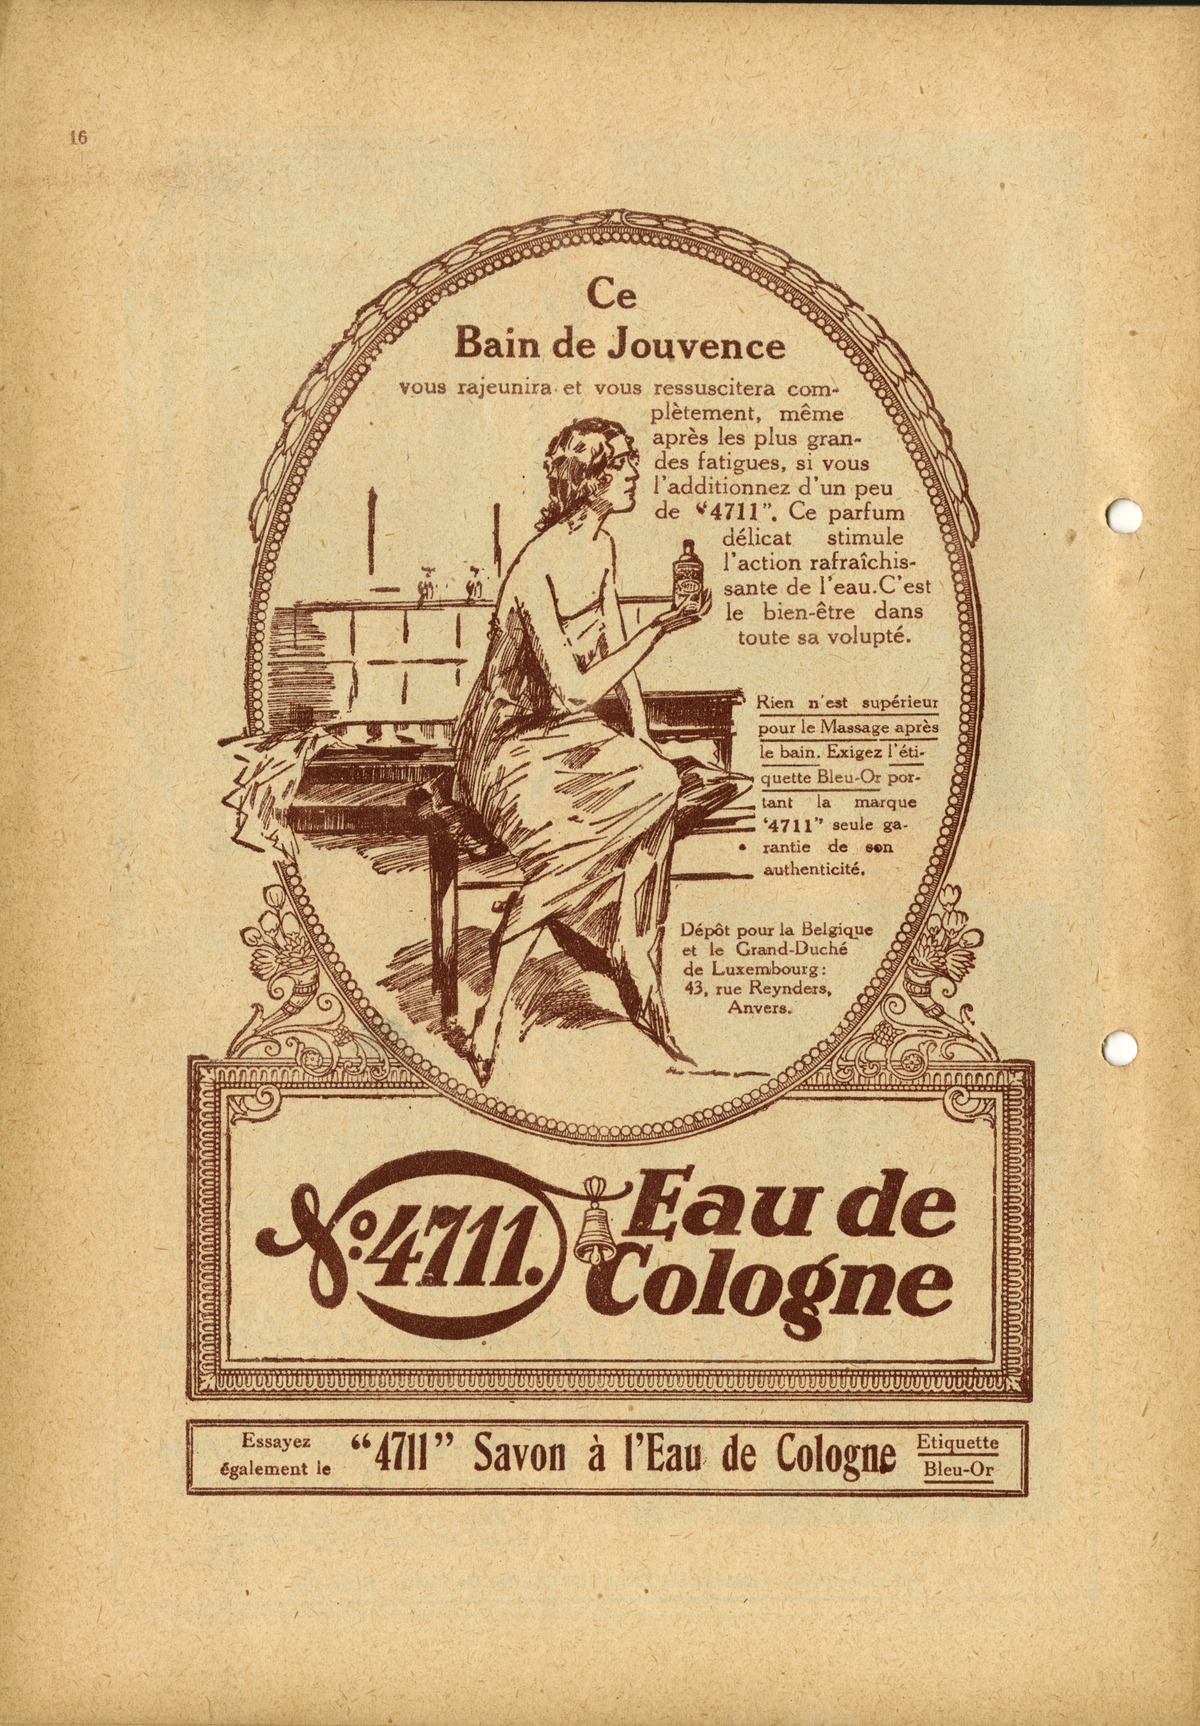 16
Ce
Bain de Jouvence
vous rajeunira et vous ressuscitera com-
plètement, même
après les plus gran-
des fatigues, si vous
l'additionnez d'un peu
de "4711". Ce parfum
délicat stimule
l'action rafraîchis-
sante de l'eau. C'est
le bien-être dans
toute sa volupté.
Rien n'est supérieur
pour le Massage après
le bain. Exigez l'éti-
quette Bleu-Or por-
tant la marque
'4711" seule ga-
rantie de son
authenticité.
Dépôt pour la Belgique
et le Grand-Duché
de Luxembourg:
43, rue Reynders,
Anvers.
No. 4711.
Eau de
Cologne
Essayez
également le
"4711" Savon à l'Eau de Cologne
Etiquette
Bleu-Or